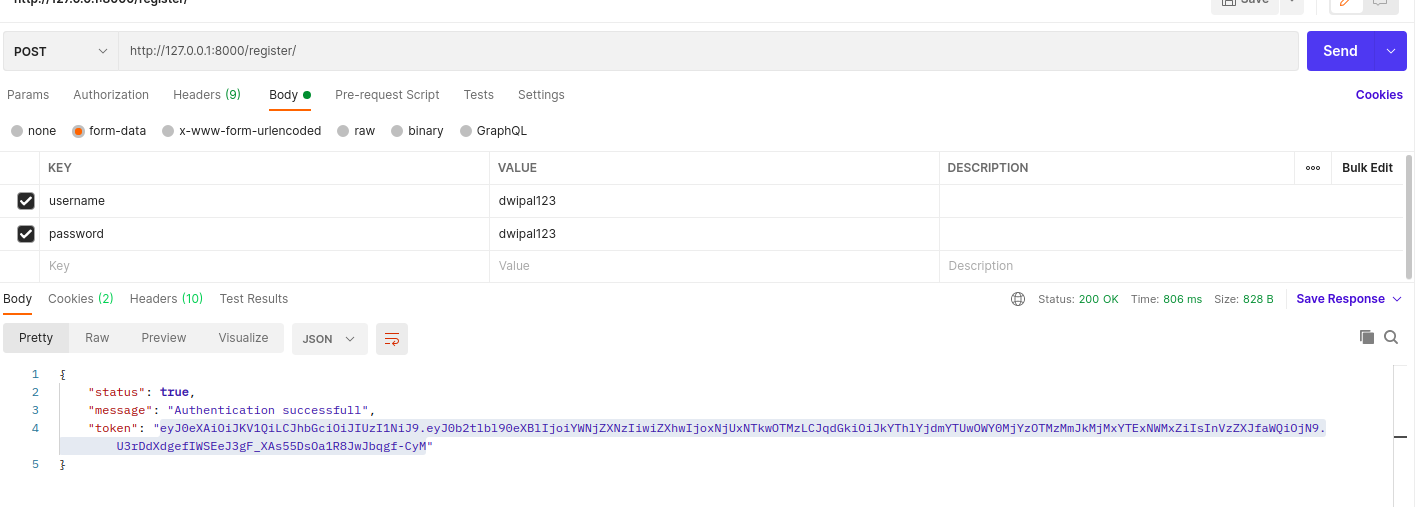 http://127.0.0.1:8000/register/
Save
POST
http://127.0.0.1:8000/register/
Send
Params Authorization Headers (9) Body Pre-request Script Tests Settings Cookies
none form-data x-www-form-urlencoded raw binary GraphQL
KEY VALUE DESCRIPTION Bulk Edit
username dwipal123
password dwipal123
Key Value Description
Body Cookies (2) Headers (10) Test Results Status: 200 OK Time: 806 ms Size: 828 B Save Response
Pretty Raw Preview Visualize JSON
1 {
2 "status": true,
3 "message": "Authentication successfull",
4 "token": "eyJ0eXAiOiJKV1QiLCJhbGciOiJIUzI1NiJ9.eyJ0b2tlbl90eXBlIjoiYWNjZXNzIiwiZXhwIjoxNjUxNTkwOTMzLCJqdGkiOiJkYThlYjdmYTUwOWY0MjYzOTMzMmJkMjMxYTExNWMxZiIsInVzZXJfaWQiOjN9.
U3rDdXdgefIWSEeJ3gF_XAs55DsOa1R8JwJbqgf-CyM"
5 }